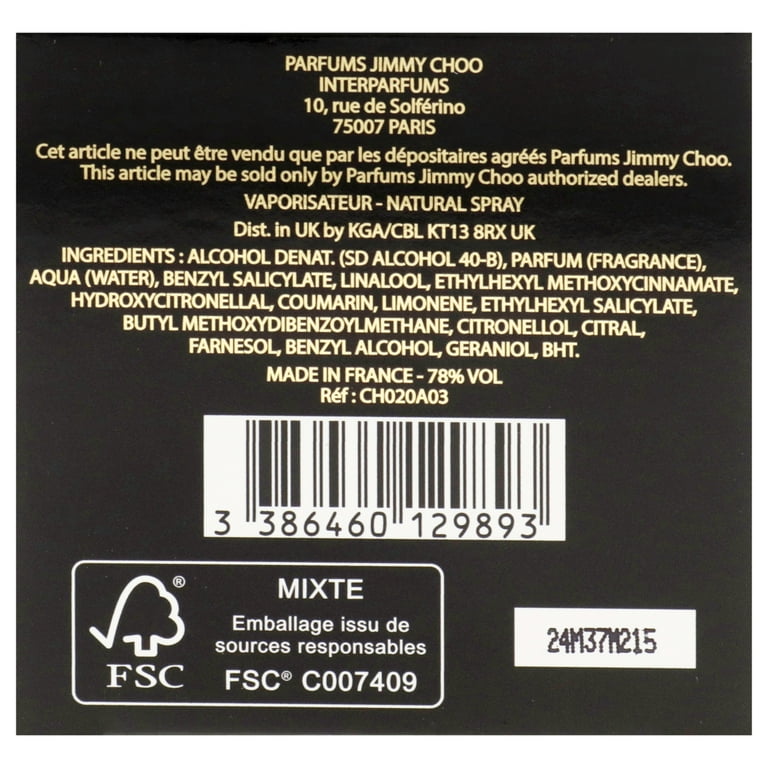 PARFUMS JIMMY CHOO
INTERPARFUMS
10, rue de Solférino
75007 PARIS
Cet article ne peut être vendu que par les dépositaires agréés Parfums Jimmy Choo.
This article may be sold only by Parfums Jimmy Choo authorized dealers.
VAPORISATEUR - NATURAL SPRAY
Dist. in UK by KGA/CBL KT13 8RX UK
INGREDIENTS : ALCOHOL DENAT. (SD ALCOHOL 40-B), PARFUM (FRAGRANCE),
AQUA (WATER), BENZYL SALICYLATE, LINALOOL, ETHYLHEXYL METHOXYCINNAMATE,
HYDROXYCITRONELLAL, COUMARIN, LIMONENE, ETHYLHEXYL SALICYLATE,
BUTYL METHOXYDIBENZOYLMETHANE, CITRONELLOL, CITRAL,
FARNESOL, BENZYL ALCOHOL, GERANIOL, BHT.
MADE IN FRANCE - 78% VOL
Réf : CH020A03
3 386460 129893
® MIXTE
Emballage issu de
sources responsables
FSC FSC® C007409
24M37M215